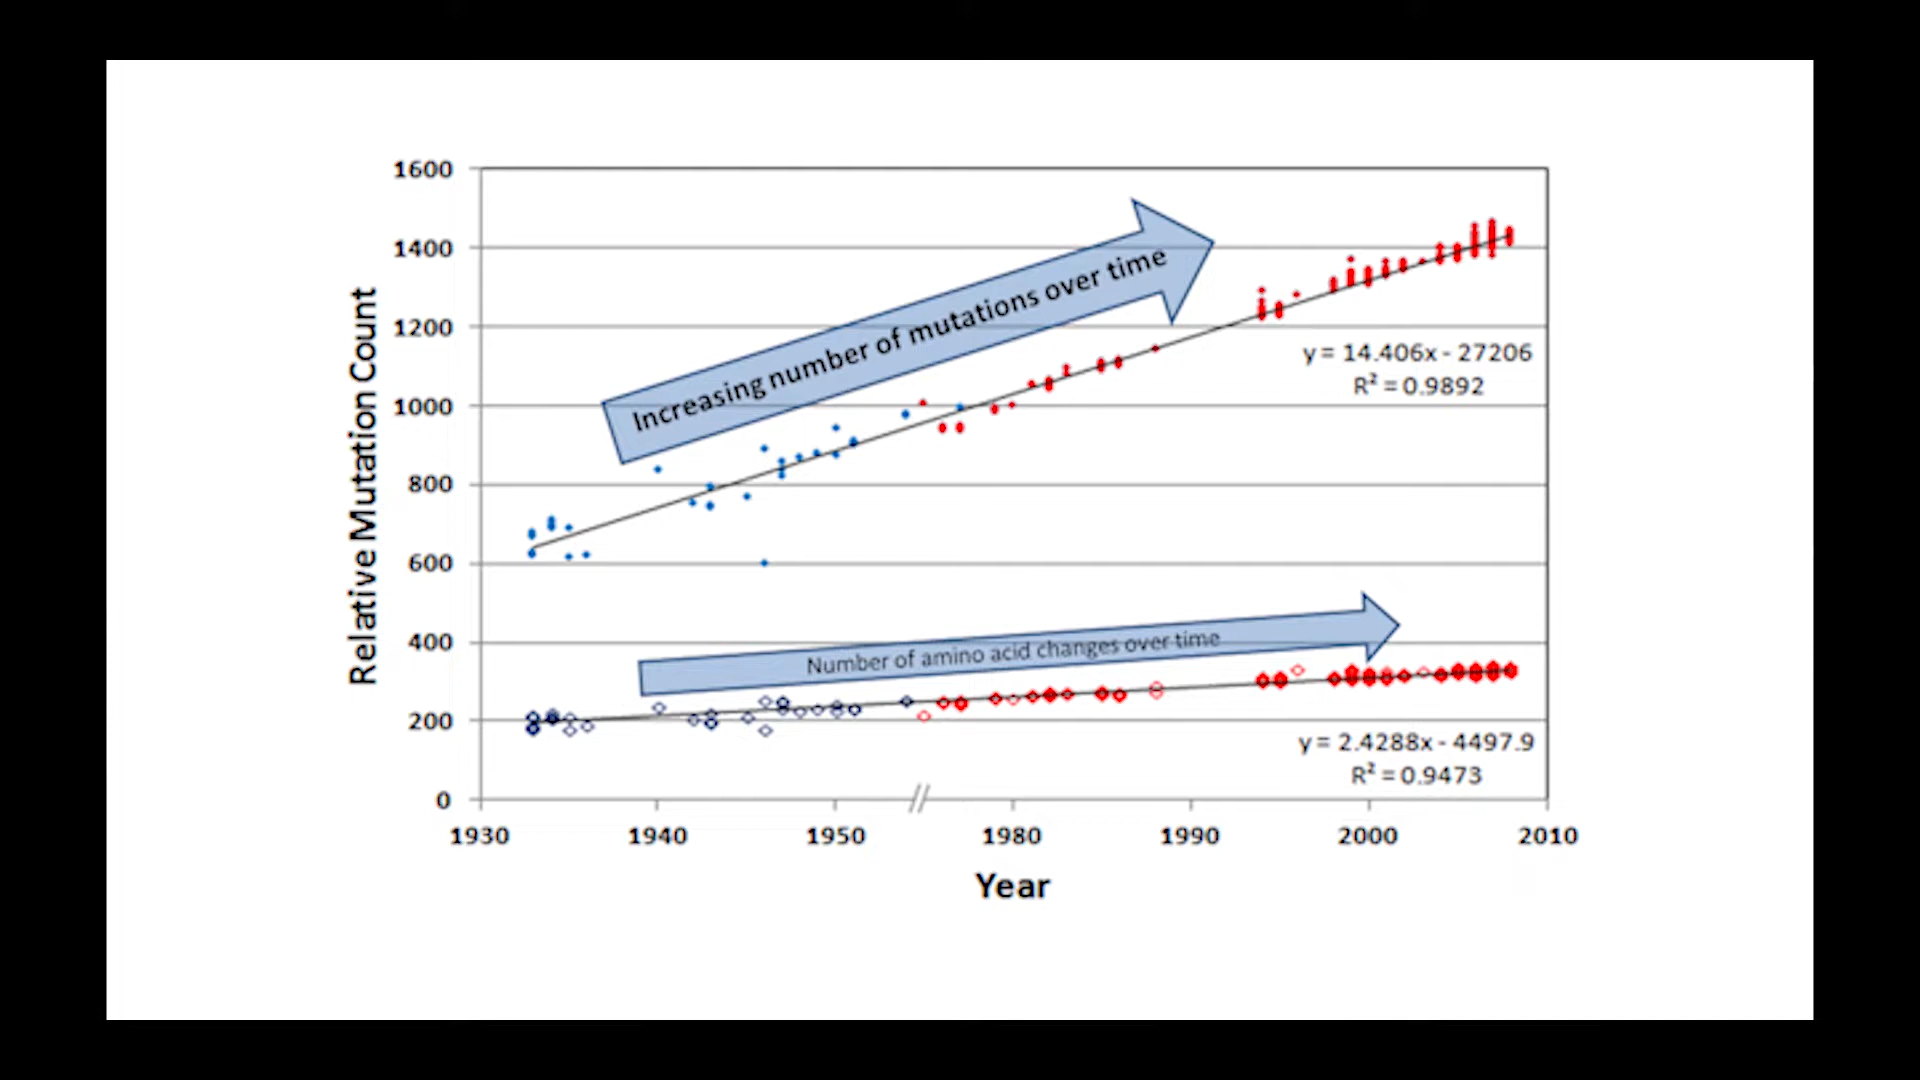 1600
1400
1200
1000
800
600
400
200
0
Relative Mutation Count
Increasing number of mutations over time
y = 14.406x - 27206
R² = 0.9892
Number of amino acid changes over time
y = 2.4288x - 4497.9
R² = 0.9473
1930 1940 1950 1980 1990 2000 2010
Year